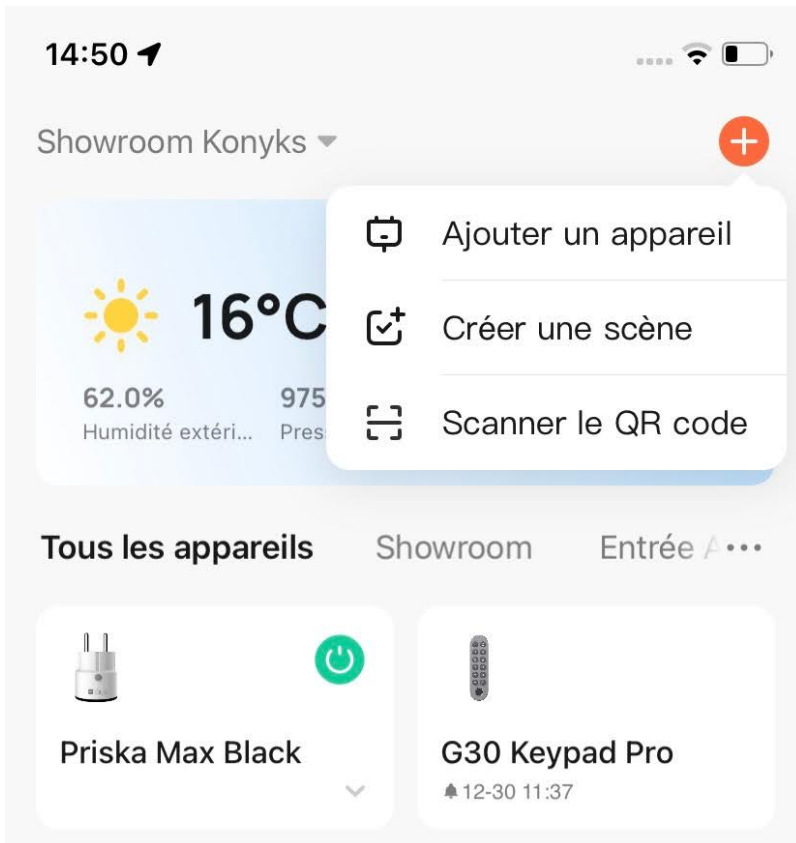 14:50
Showroom Konyks
Ajouter un appareil
Créer une scène
Scanner le QR code
16°C
62.0% 975
Humidité extéri... Pres
Tous les appareils Showroom Entrée
Priska Max Black G30 Keypad Pro
12-30 11:37